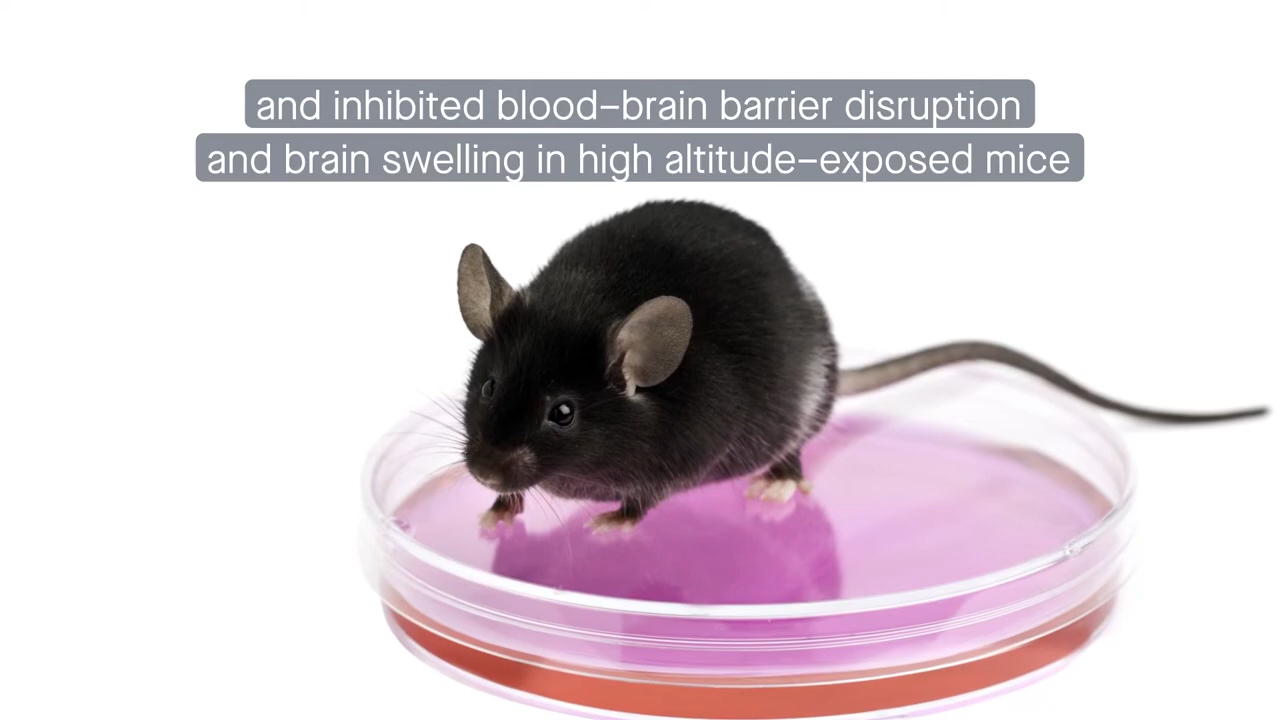 and inhibited blood–brain barrier disruption
and brain swelling in high altitude–exposed mice